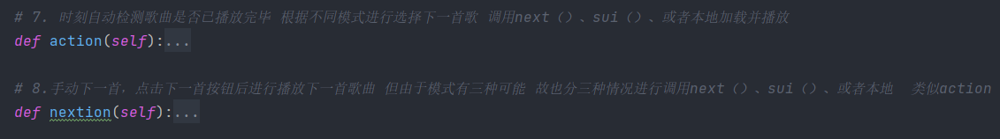 # 7. 时刻自动检测歌曲是否已播放完毕 根据不同模式进行选择下一首歌 调用next（）、sui（）、或者本地加载并播放
def action(self):...
# 8.手动下一首．点击下一首按钮后进行播放下一首歌曲 但由于模式有三种可能 故也分三种情况进行调用next（）、sui（）、或者本地  类似action
def nextion(self):...